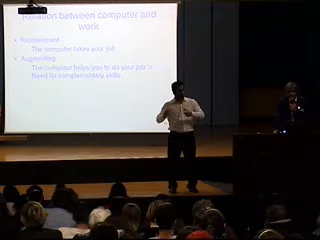 Relation between computer and
work
• Replacement
The computer takes your job
• Augmenting
The computer helps you to do your job =
Need for complementary skills